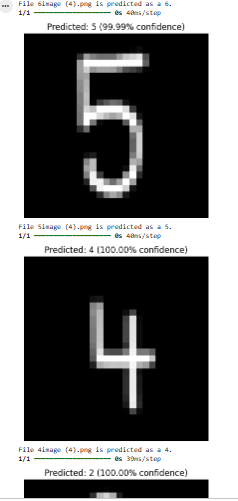 File 6image (4).png is predicted as a 6.
1/1 ━━━━━━━━━━━━━━━━━━━━ 0s 40ms/step
Predicted: 5 (99.99% confidence)
5
File 5image (4).png is predicted as a 5.
1/1 ━━━━━━━━━━━━━━━━━━━━ 0s 40ms/step
Predicted: 4 (100.00% confidence)
4
File 4image (4).png is predicted as a 4.
1/1 ━━━━━━━━━━━━━━━━━━━━ 0s 39ms/step
Predicted: 2 (100.00% confidence)